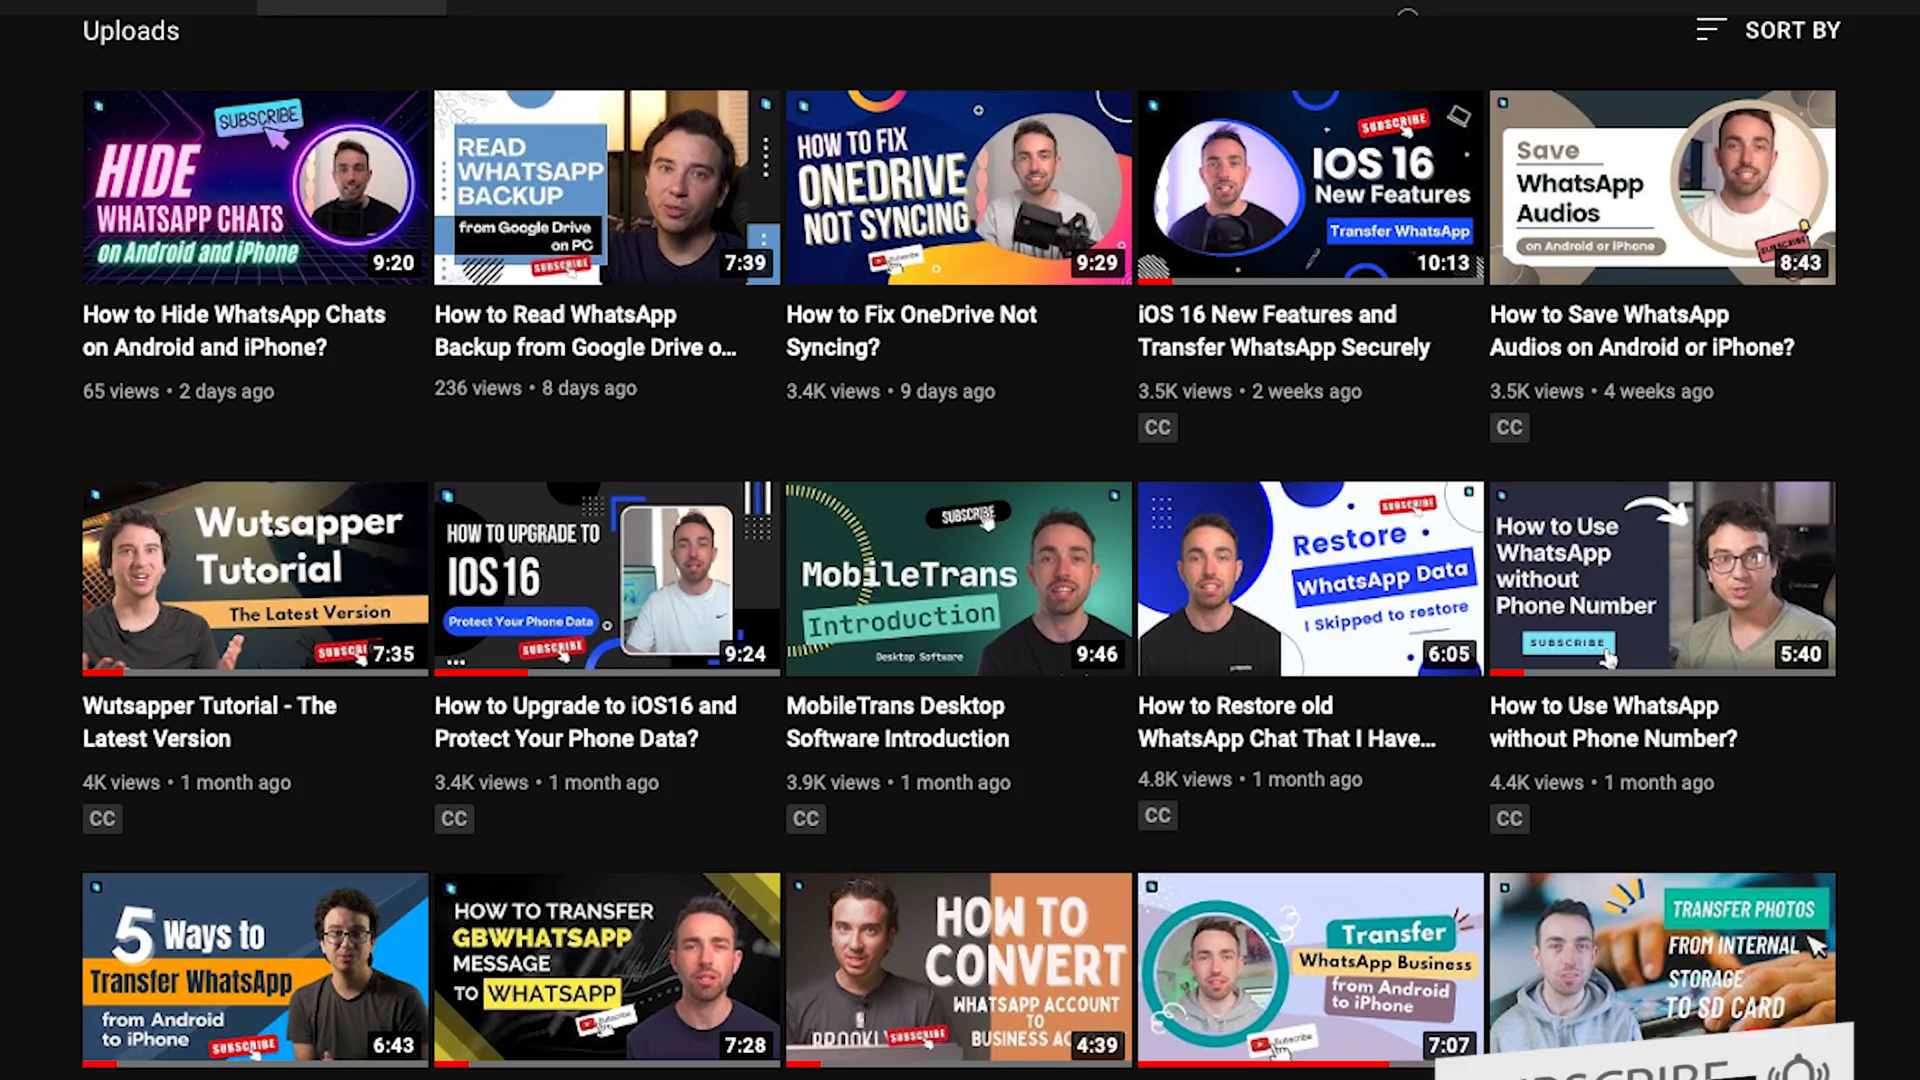 Uploads
SORT BY
SUBSCRIBE
HIDE
WHATSAPP CHATS
on Android and iPhone
9:20
READ
WHATSAPP
BACKUP
from Google Drive
on PC
SUBSCRIBE
7:39
HOW TO FIX
ONEDRIVE
NOT SYNCING
Subscribe
9:29
SUBSCRIBE
IOS 16
New Features
Transfer WhatsApp
10:13
Save
WhatsApp
Audios
on Android or iPhone
SUBSCRIBE
8:43
How to Hide WhatsApp Chats
on Android and iPhone?
65 views • 2 days ago
How to Read WhatsApp
Backup from Google Drive o...
236 views • 8 days ago
How to Fix OneDrive Not
Syncing?
3.4K views • 9 days ago
iOS 16 New Features and
Transfer WhatsApp Securely
3.5K views • 2 weeks ago
CC
How to Save WhatsApp
Audios on Android or iPhone?
3.5K views • 4 weeks ago
CC
Wutsapper
Tutorial
The Latest Version
SUBSCRI
7:35
HOW TO UPGRADE TO
IOS 16
Protect Your Phone Data
SUBSCRIBE
9:24
SUBSCRIBE
MobileTrans
Introduction
Desktop Software
9:46
SUBSCRIBE
Restore
WhatsApp Data
I Skipped to restore
6:05
How to Use
WhatsApp
without
Phone Number
SUBSCRIBE
5:40
Wutsapper Tutorial - The
Latest Version
4K views • 1 month ago
CC
How to Upgrade to iOS16 and
Protect Your Phone Data?
3.4K views • 1 month ago
CC
MobileTrans Desktop
Software Introduction
3.9K views • 1 month ago
CC
How to Restore old
WhatsApp Chat That I Have...
4.8K views • 1 month ago
CC
How to Use WhatsApp
without Phone Number?
4.4K views • 1 month ago
CC
5 Ways to
Transfer WhatsApp
from Android
to iPhone
SUBSCRIBE
6:43
HOW TO TRANSFER
GBWHATSAPP
MESSAGE
TO WHATSAPP
Subscribe
7:28
HOW TO
CONVERT
WHATSAPP ACCOUNT
TO
BUSINESS AC
BROOKL
SUBSCRIBE
4:39
Transfer
WhatsApp Business
from Android
to iPhone
Subscribe
7:07
TRANSFER PHOTOS
FROM INTERNAL
STORAGE
TO SD CARD
SUBSCRIBE